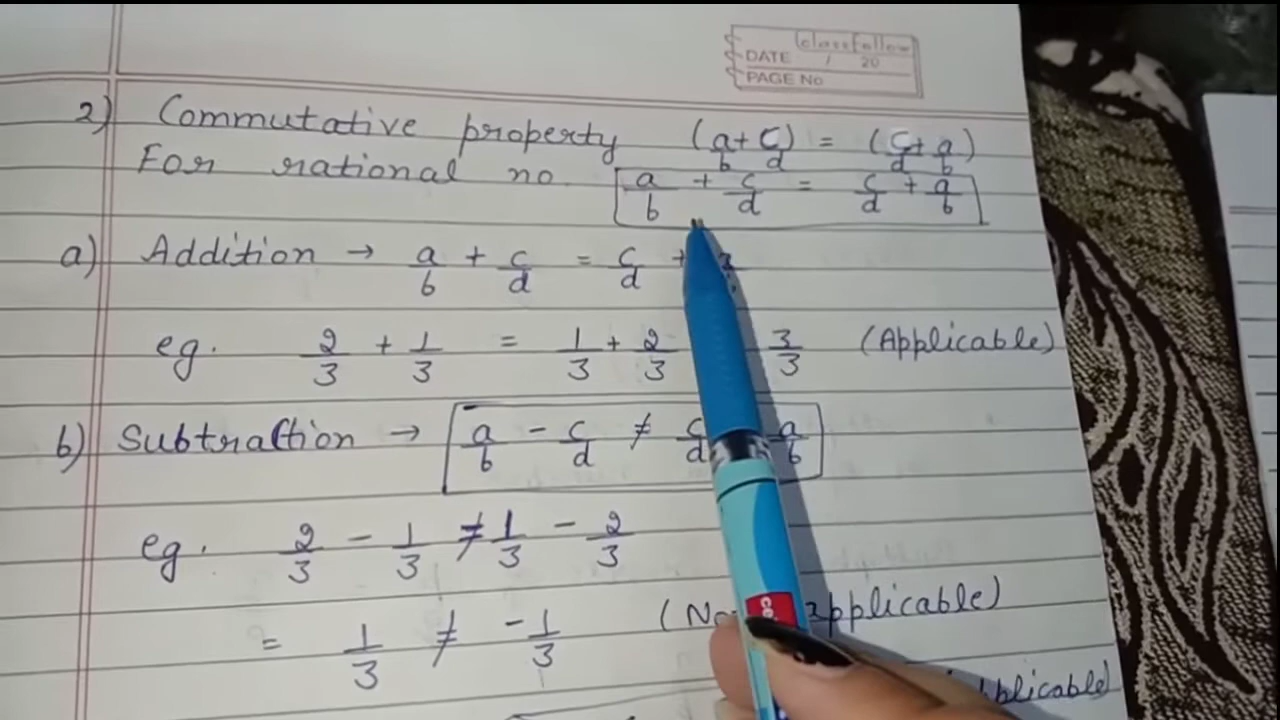 classfellow
DATE / 20
PAGE No
2) Commutative property (a/b + c/d) = (c/d + a/b)
For rational no. a/b + c/d = c/d + a/b
a) Addition → a/b + c/d = c/d +
eg. 2/3 + 1/3 = 1/3 + 2/3 3/3 (Applicable)
b) Subtraction → a/b - c/d ≠ c/d a/b
eg. 2/3 - 1/3 ≠ 1/3 - 2/3
= 1/3 ≠ -1/3 applicable)